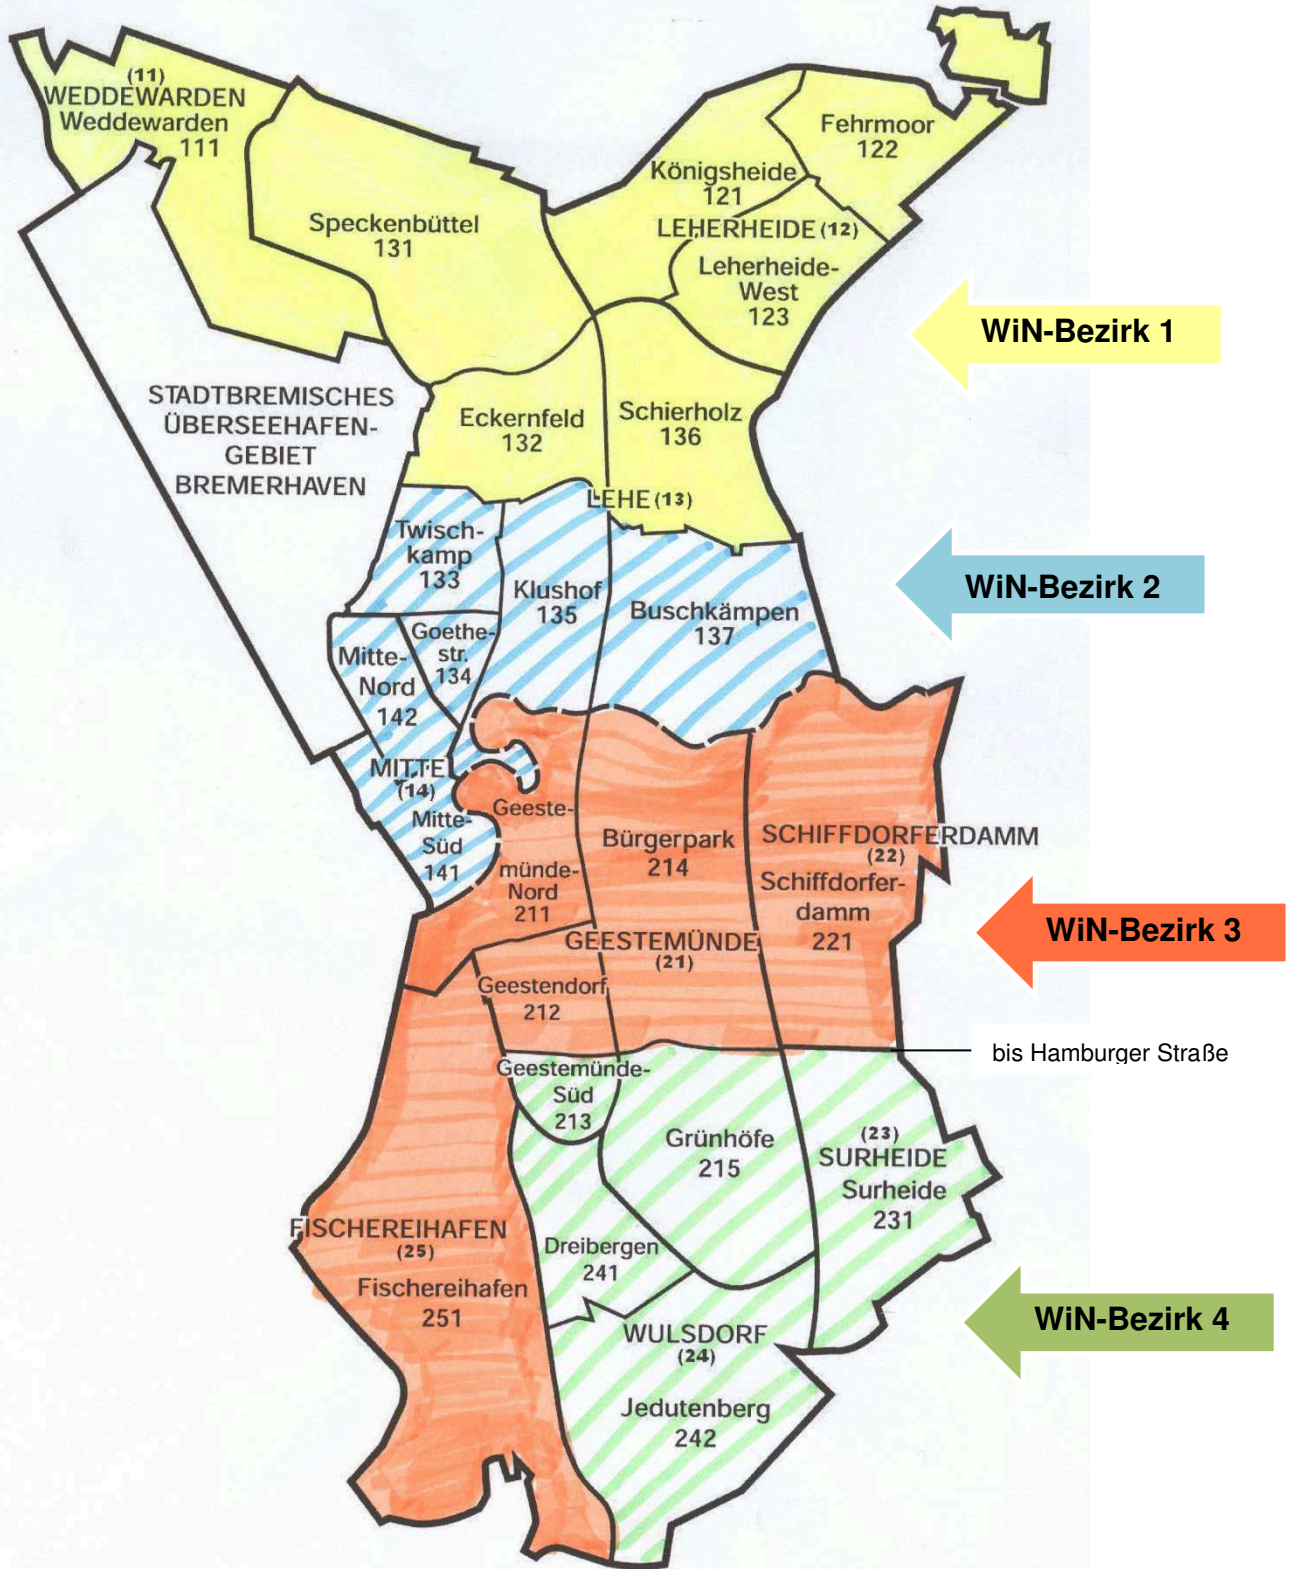 (11)
WEDDEWARDEN
Weddewarden
111
Fehrmoor
122
Königsheide
121
Speckenbüttel
131
LEHERHEIDE (12)
Leherheide-
West
123
WiN-Bezirk 1
STADTBREMISCHES
ÜBERSEEHAFEN-
GEBIET
BREMERHAVEN
Eckernfeld
132
Schierholz
136
LEHE (13)
Twisch-
kamp
133
Klushof
135
Buschkämpen
137
WiN-Bezirk 2
Goethe-
str.
134
Mitte-
Nord
142
MITTE
(14)
Mitte-
Süd
141
Geeste-
münde-
Nord
211
Bürgerpark
214
SCHIFFDORFERDAMM
(22)
Schiffdorfer-
damm
221
WiN-Bezirk 3
GEESTEMÜNDE
(21)
Geestendorf
212
bis Hamburger Straße
Geestemünde-
Süd
213
Grünhöfe
215
(23)
SURHEIDE
Surheide
231
FISCHEREIHAFEN
(25)
Fischereihafen
251
Dreibergen
241
WiN-Bezirk 4
WULSDORF
(24)
Jedutenberg
242